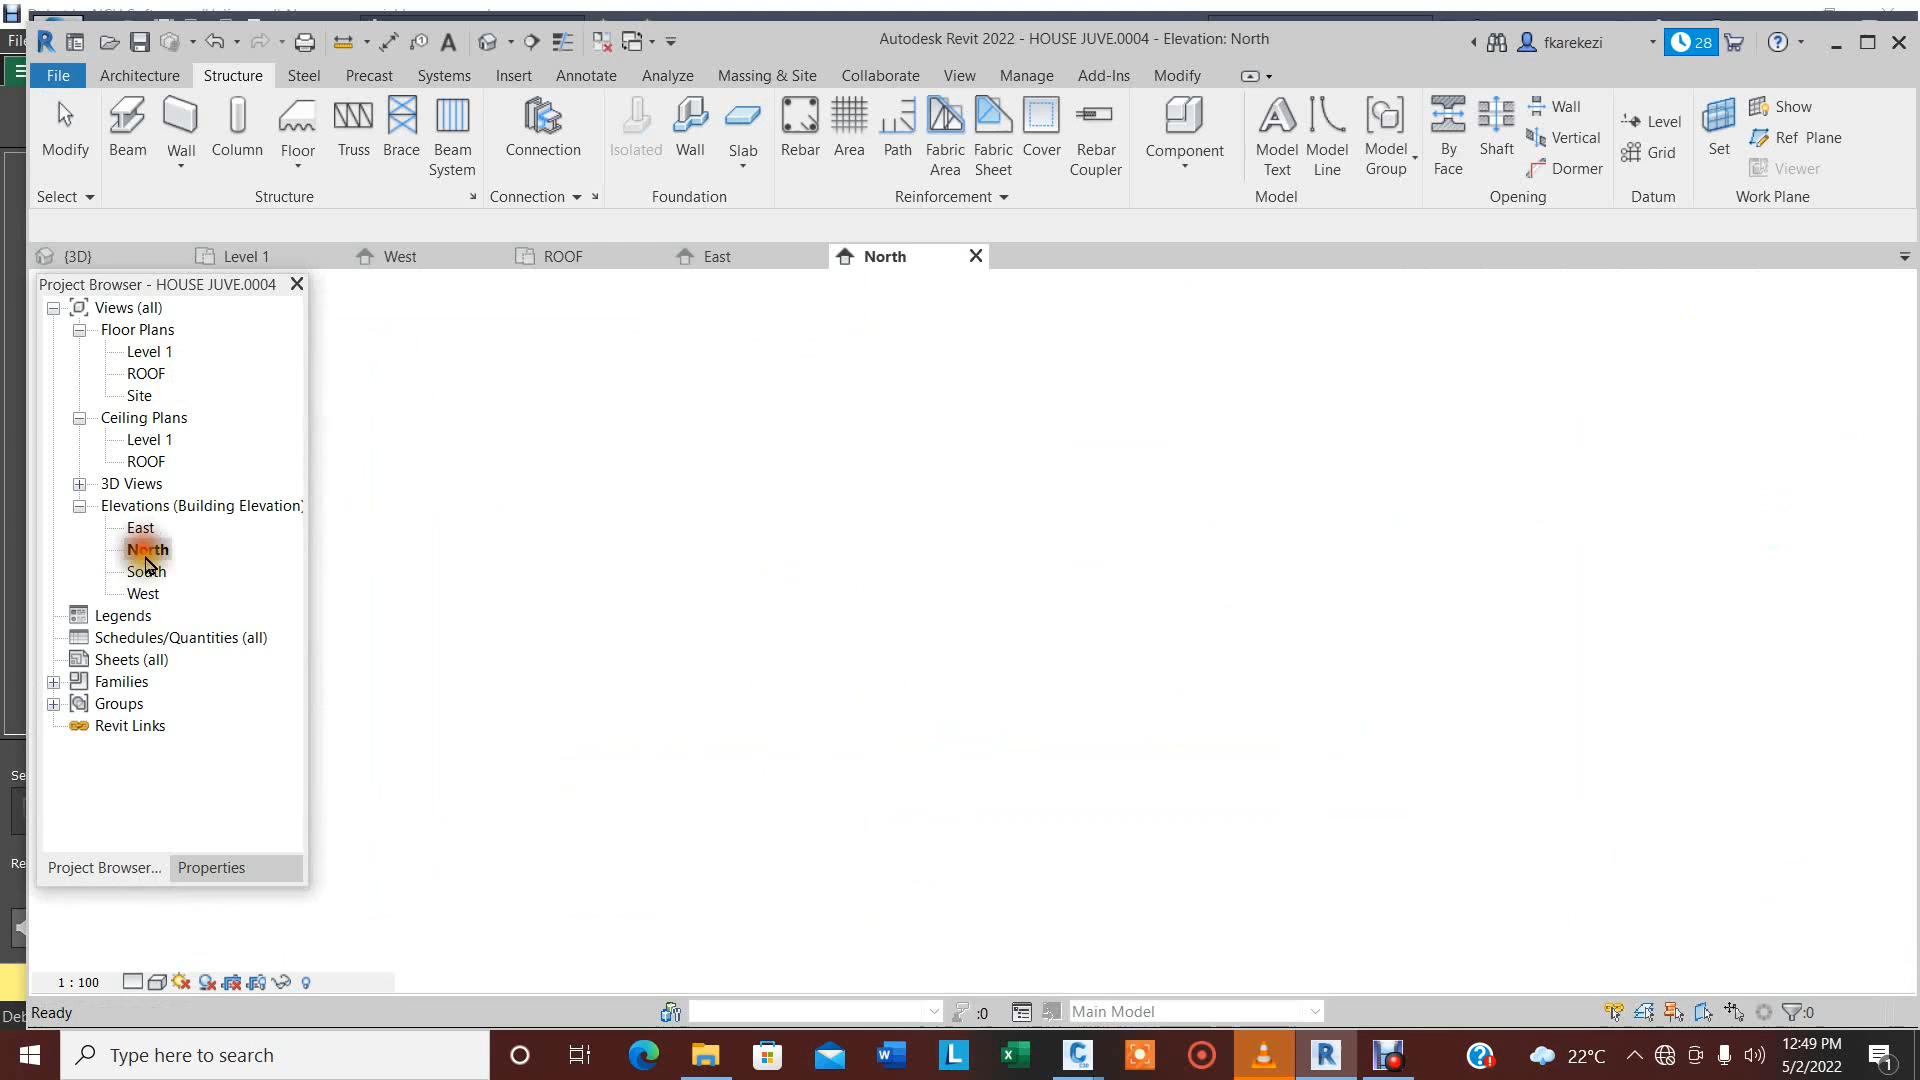 Autodesk Revit 2022 - HOUSE JUVE.0004 - Elevation: North
fkarekezi
28
File Architecture Structure Steel Precast Systems Insert Annotate Analyze Massing & Site Collaborate View Manage Add-Ins Modify
Modify Beam Wall Column Floor Truss Brace Beam System Connection Isolated Wall Slab Rebar Area Path Fabric Area Fabric Sheet Cover Rebar Coupler Component Model Text Model Line Model Group By Face Shaft Wall Vertical Dormer Level Grid Set Show Ref Plane Viewer
Select Structure Connection Foundation Reinforcement Model Opening Datum Work Plane
{3D} Level 1 West ROOF East North
Project Browser - HOUSE JUVE.0004
Views (all)
Floor Plans
Level 1
ROOF
Site
Ceiling Plans
Level 1
ROOF
3D Views
Elevations (Building Elevation)
East
North
South
West
Legends
Schedules/Quantities (all)
Sheets (all)
Families
Groups
Revit Links
Project Browser... Properties
1 : 100
Ready
:0
Main Model
:0
Type here to search
22°C
12:49 PM
5/2/2022
1